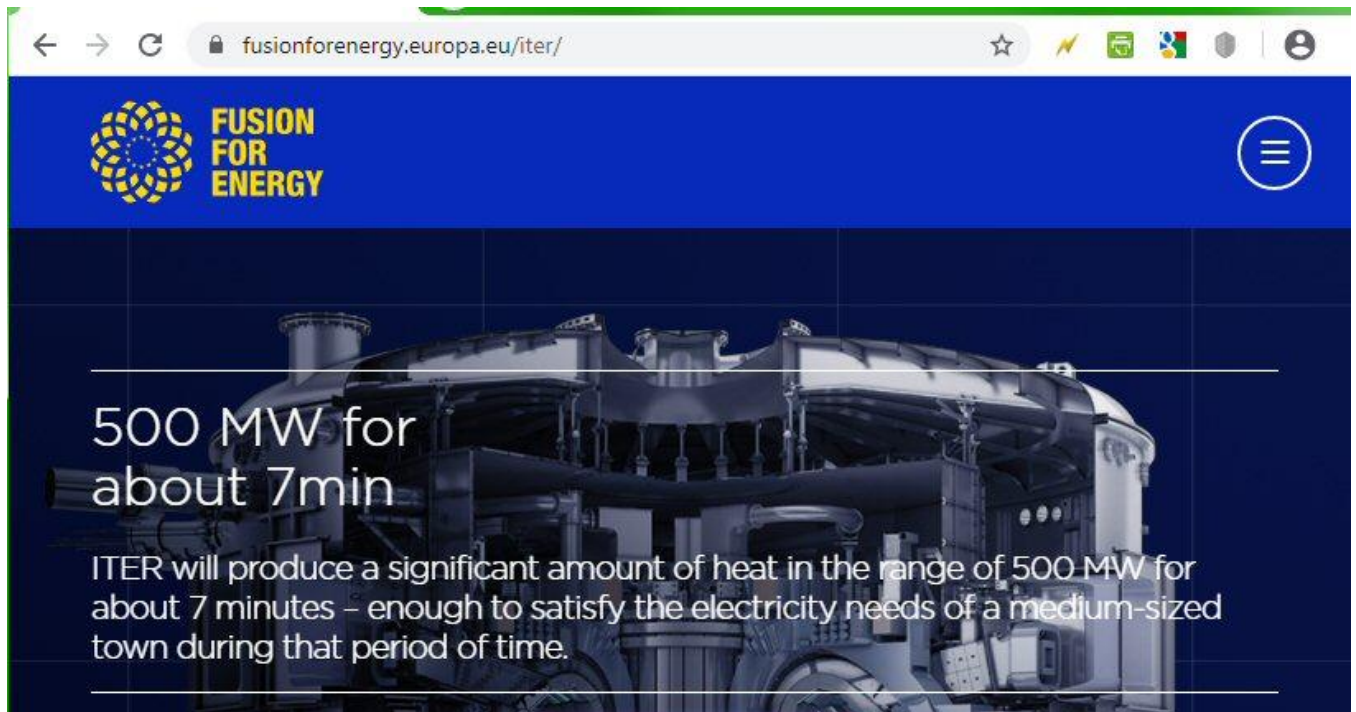 fusionforenergy.europa.eu/iter/
FUSION
FOR
ENERGY
500 MW for
about 7min
ITER will produce a significant amount of heat in the range of 500 MW for
about 7 minutes – enough to satisfy the electricity needs of a medium-sized
town during that period of time.